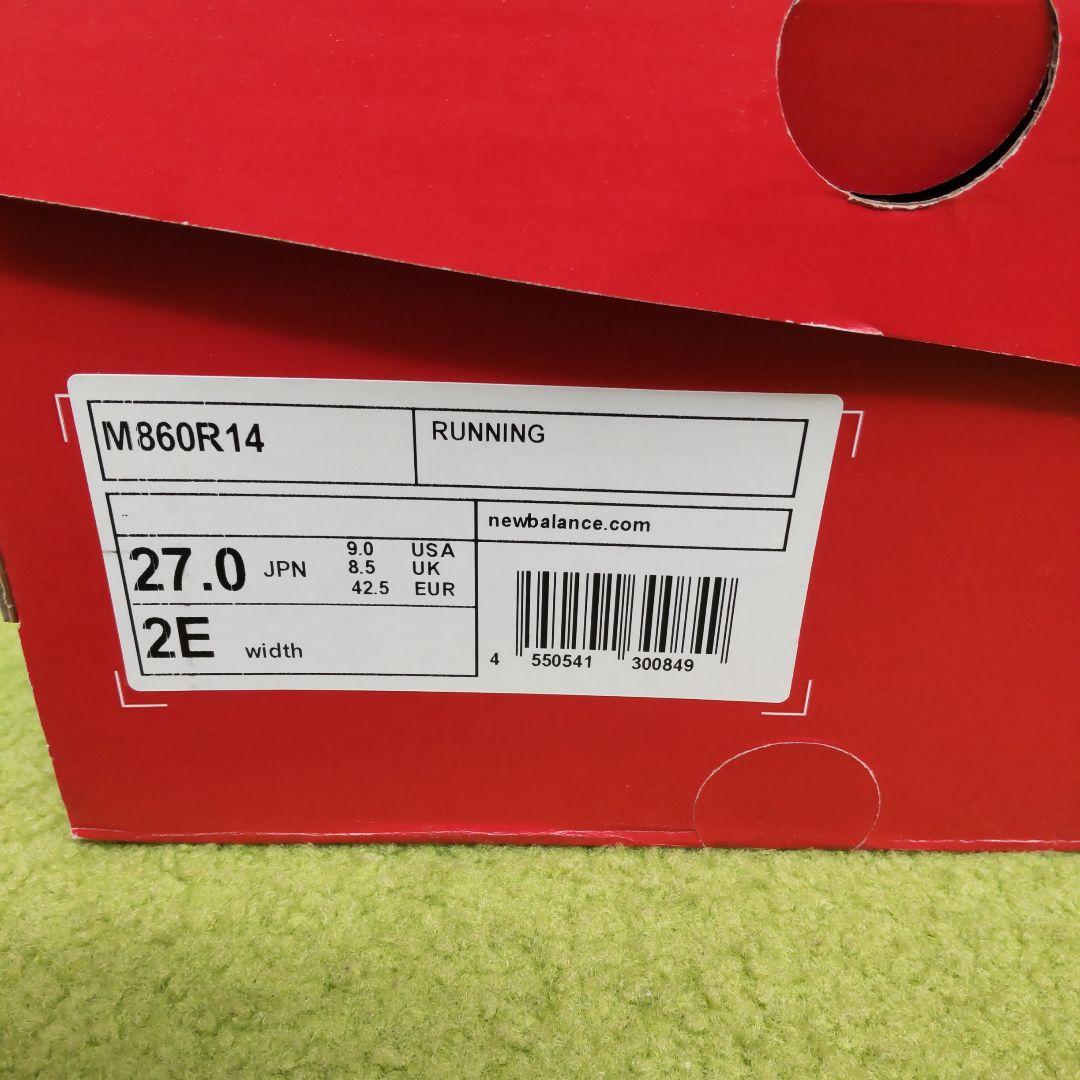 M860R14
RUNNING
newbalance.com
27.0 JPN
9.0 USA
8.5 UK
42.5 EUR
2E width
4 550541 300849